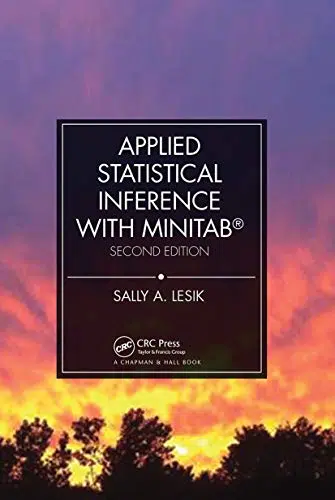 APPLIED
STATISTICAL
INFERENCE
WITH MINITAB®
SECOND EDITION
SALLY A. LESIK
CRC CRC Press
Taylor & Francis Group
A CHAPMAN & HALL BOOK